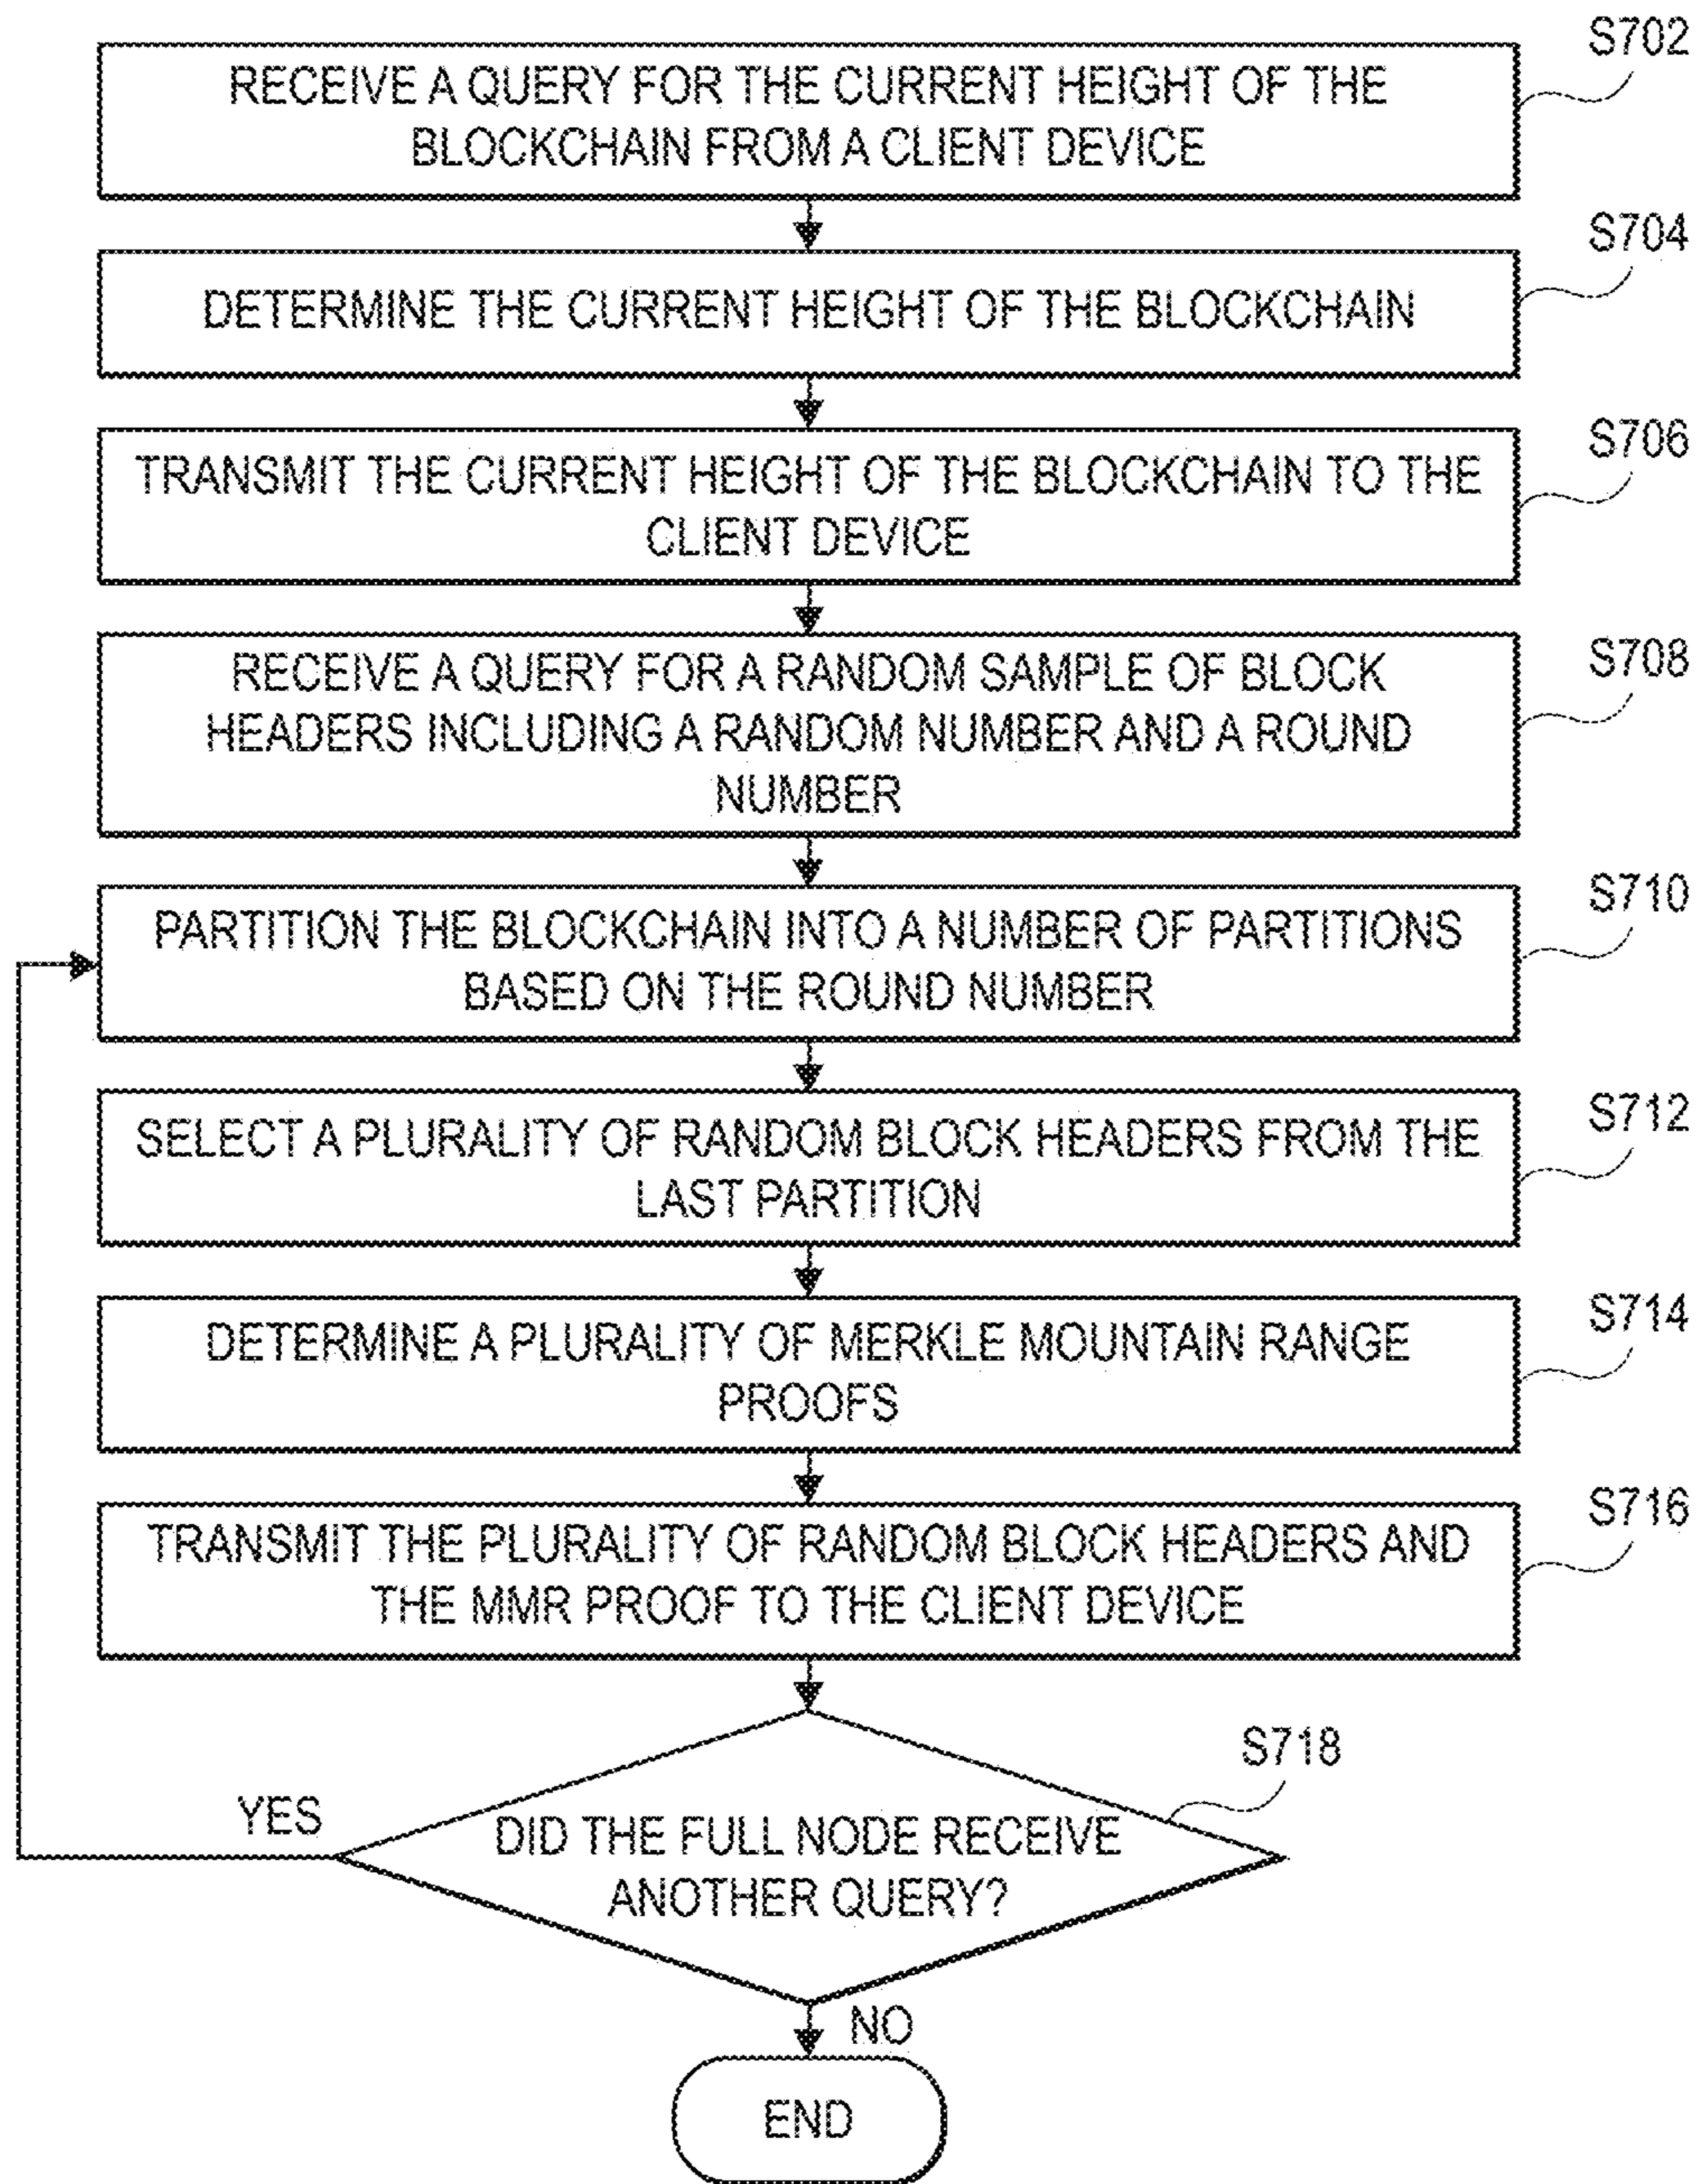 S702
RECEIVE A QUERY FOR THE CURRENT HEIGHT OF THE
BLOCKCHAIN FROM A CLIENT DEVICE
S704
DETERMINE THE CURRENT HEIGHT OF THE BLOCKCHAIN
S706
TRANSMIT THE CURRENT HEIGHT OF THE BLOCKCHAIN TO THE
CLIENT DEVICE
S708
RECEIVE A QUERY FOR A RANDOM SAMPLE OF BLOCK
HEADERS INCLUDING A RANDOM NUMBER AND A ROUND
NUMBER
S710
PARTITION THE BLOCKCHAIN INTO A NUMBER OF PARTITIONS
BASED ON THE ROUND NUMBER
S712
SELECT A PLURALITY OF RANDOM BLOCK HEADERS FROM THE
LAST PARTITION
S714
DETERMINE A PLURALITY OF MERKLE MOUNTAIN RANGE
PROOFS
S716
TRANSMIT THE PLURALITY OF RANDOM BLOCK HEADERS AND
THE MMR PROOF TO THE CLIENT DEVICE
S718
YES
DID THE FULL NODE RECEIVE
ANOTHER QUERY?
NO
END